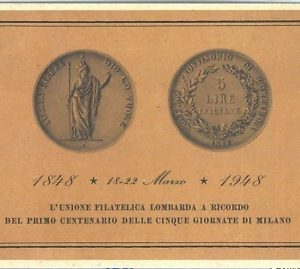 ITALIA LIBERA DIO LO VUOLE
M
GOVERNO PROVVISORIO DI LOMBARDIA
5
LIRE
ITALIANE
1848
1848 ★ 18-22 Marzo ★ 1948
L'UNIONE FILATELICA LOMBARDA A RICORDO
DEL PRIMO CENTENARIO DELLE CINQUE GIORNATE DI MILANO